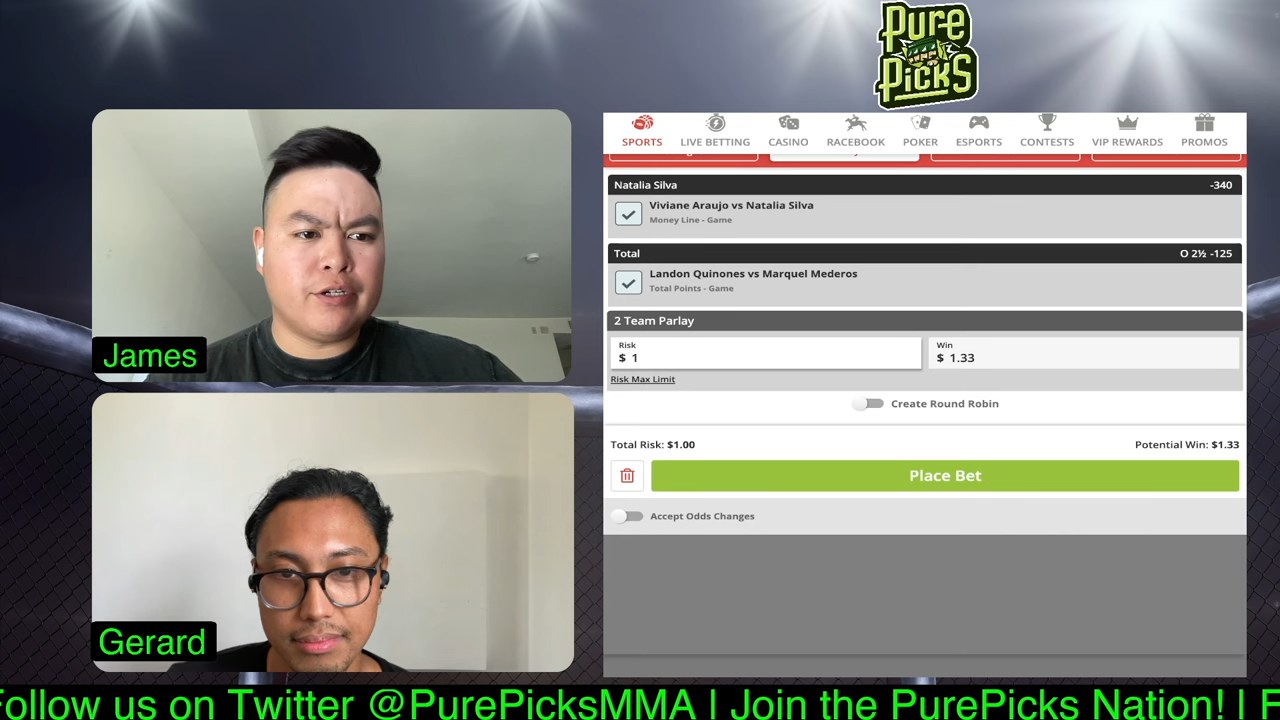 Pure
Picks
SPORTS
LIVE BETTING
CASINO
RACEBOOK
POKER
ESPORTS
CONTESTS
VIP REWARDS
PROMOS
Natalia Silva -340
Viviane Araujo vs Natalia Silva
Money Line - Game
Total O 2½ -125
Landon Quinones vs Marquel Mederos
Total Points - Game
2 Team Parlay
Risk
$ 1
Win
$ 1.33
Risk Max Limit
Create Round Robin
Total Risk: $1.00 Potential Win: $1.33
Place Bet
Accept Odds Changes
James
Gerard
Follow us on Twitter @PurePicksMMA | Join the PurePicks Nation! | F